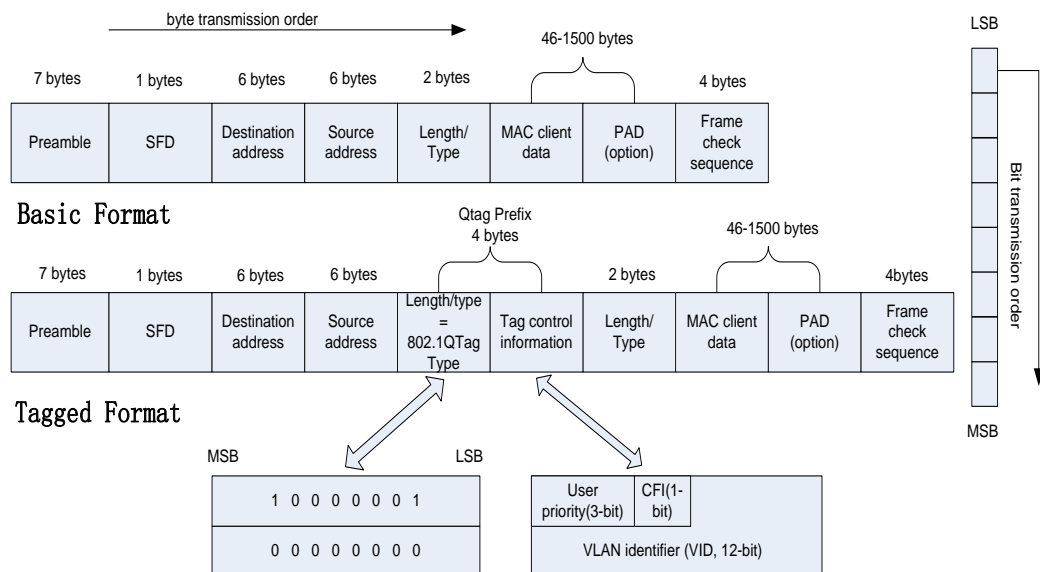 byte transmission order
LSB
46-1500 bytes
7 bytes
1 bytes
6 bytes
6 bytes
2 bytes
4 bytes
Preamble
SFD
Destination
address
Source
address
Length/
Type
MAC client
data
PAD
(option)
Frame
check
sequence
Bit transmission order
Basic Format
Qtag Prefix
4 bytes
46-1500 bytes
7 bytes
1 bytes
6 bytes
6 bytes
2 bytes
4bytes
Preamble
SFD
Destination
address
Source
address
Length/type
=
802.1QTag
Type
Tag control
information
Length/
Type
MAC client
data
PAD
(option)
Frame
check
sequence
Tagged Format
MSB
MSB
LSB
1 0 0 0 0 0 0 1
0 0 0 0 0 0 0 0
User
priority(3-bit)
CFI(1-
bit)
VLAN identifier (VID, 12-bit)